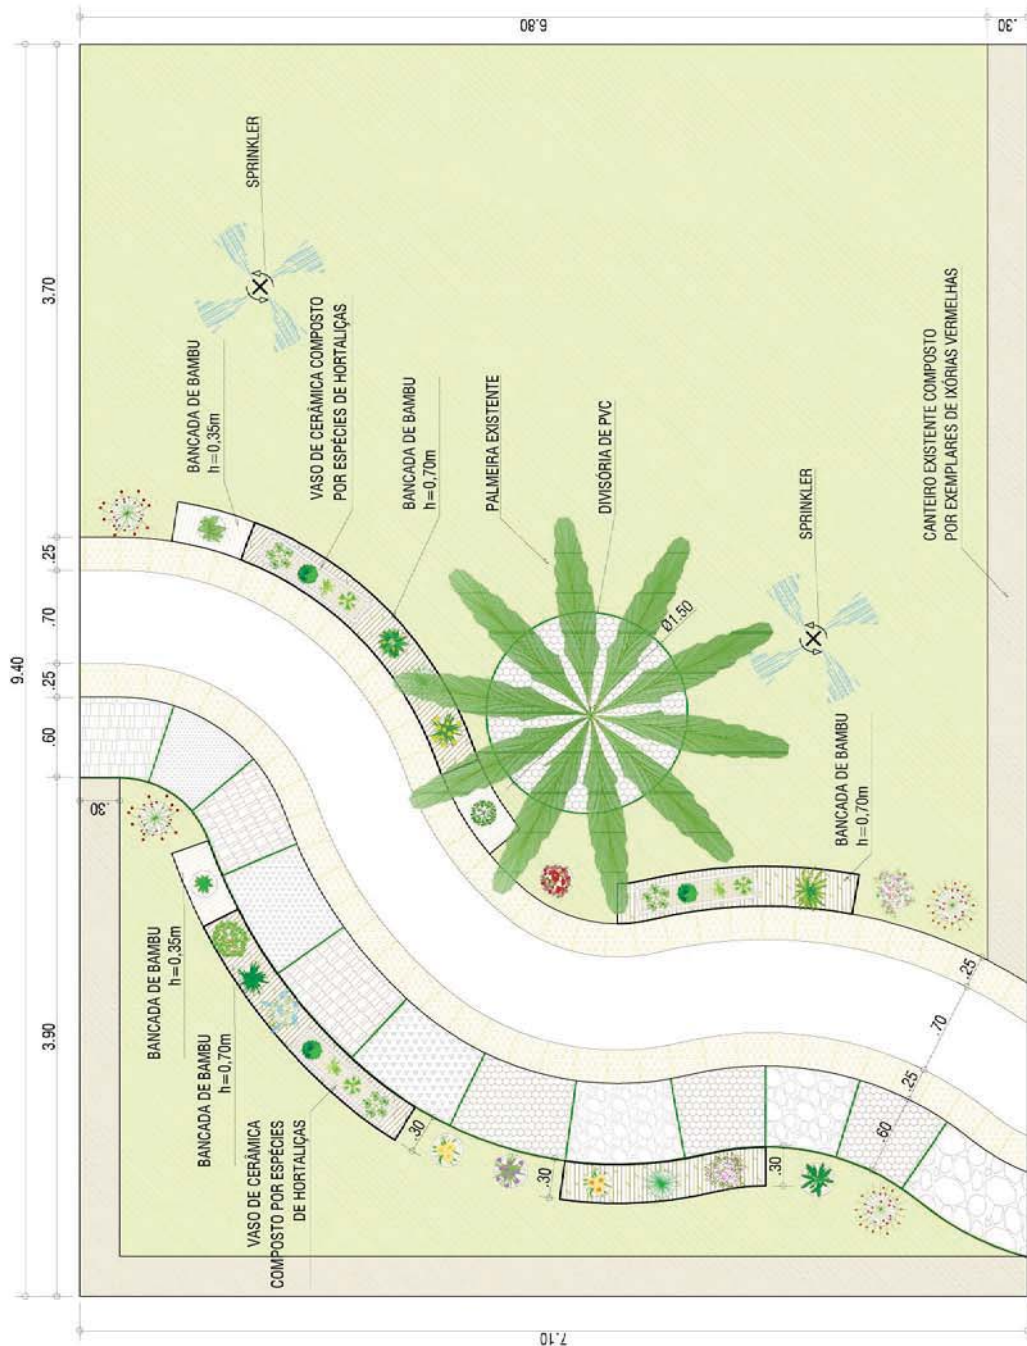 6.80
.30
9.40
3.70
.25
.70
.25
.60
3.90
7.10
.30
SPRINKLER
BANCADA DE BAMBU
h=0,35m
VASO DE CERÂMICA COMPOSTO
POR ESPÉCIES DE HORTALIÇAS
BANCADA DE BAMBU
h=0,70m
PALMEIRA EXISTENTE
DIVISÓRIA DE PVC
Ø1.50
SPRINKLER
CANTEIRO EXISTENTE COMPOSTO
POR EXEMPLARES DE IXÓRIAS VERMELHAS
BANCADA DE BAMBU
h=0,70m
BANCADA DE BAMBU
h=0,35m
BANCADA DE BAMBU
h=0,70m
VASO DE CERÂMICA
COMPOSTO POR ESPÉCIES
DE HORTALIÇAS
.30
.30
.30
.60
.25
.70
.25